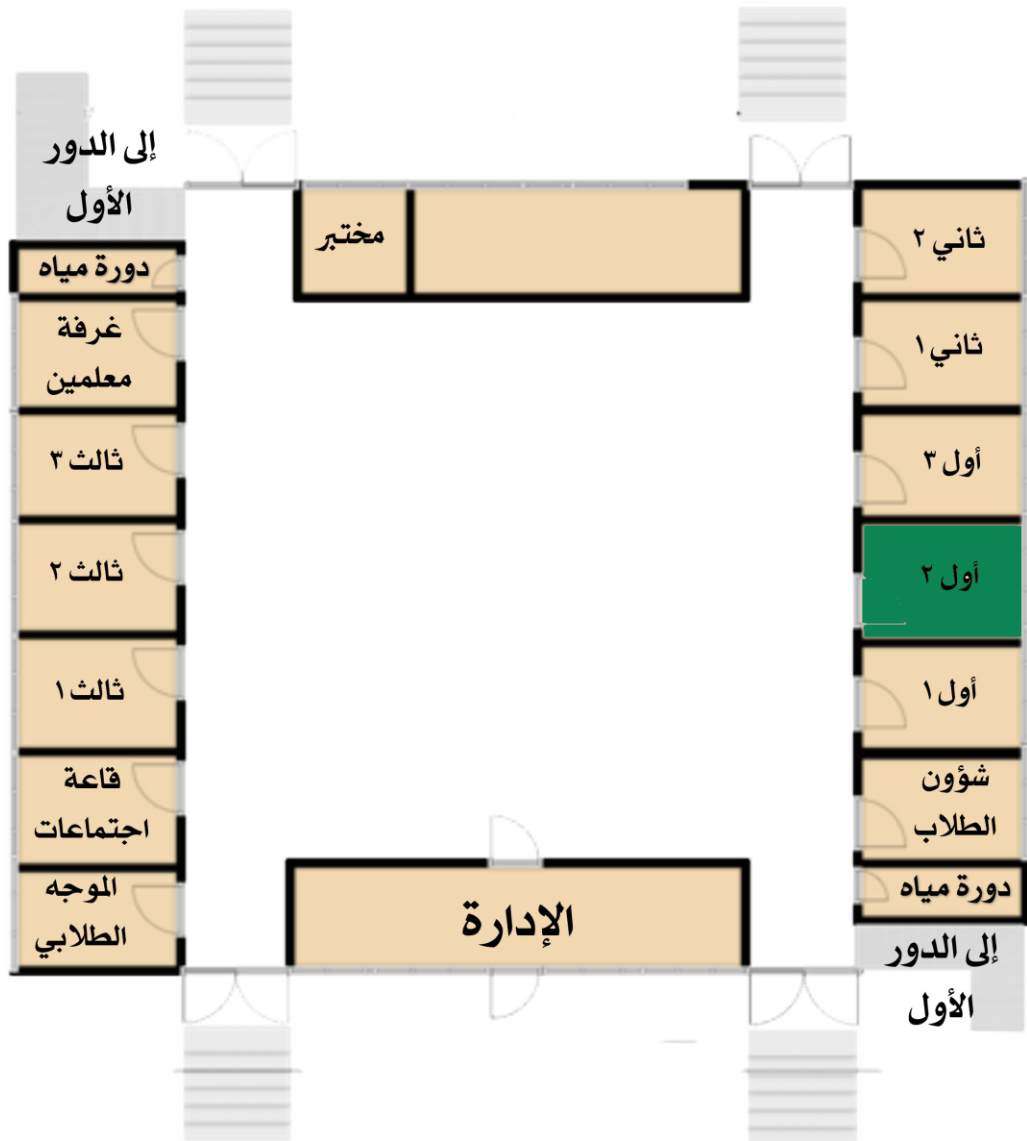 إلى الدور
الأول
دورة مياه
غرفة
معلمين
ثالث ٣
ثالث ٢
ثالث ١
قاعة
اجتماعات
الموجه
الطلابي
مختبر
الإدارة
ثاني ٢
ثاني ١
أول ٣
أول ٢
أول ١
شؤون
الطلاب
دورة مياه
إلى الدور
الأول